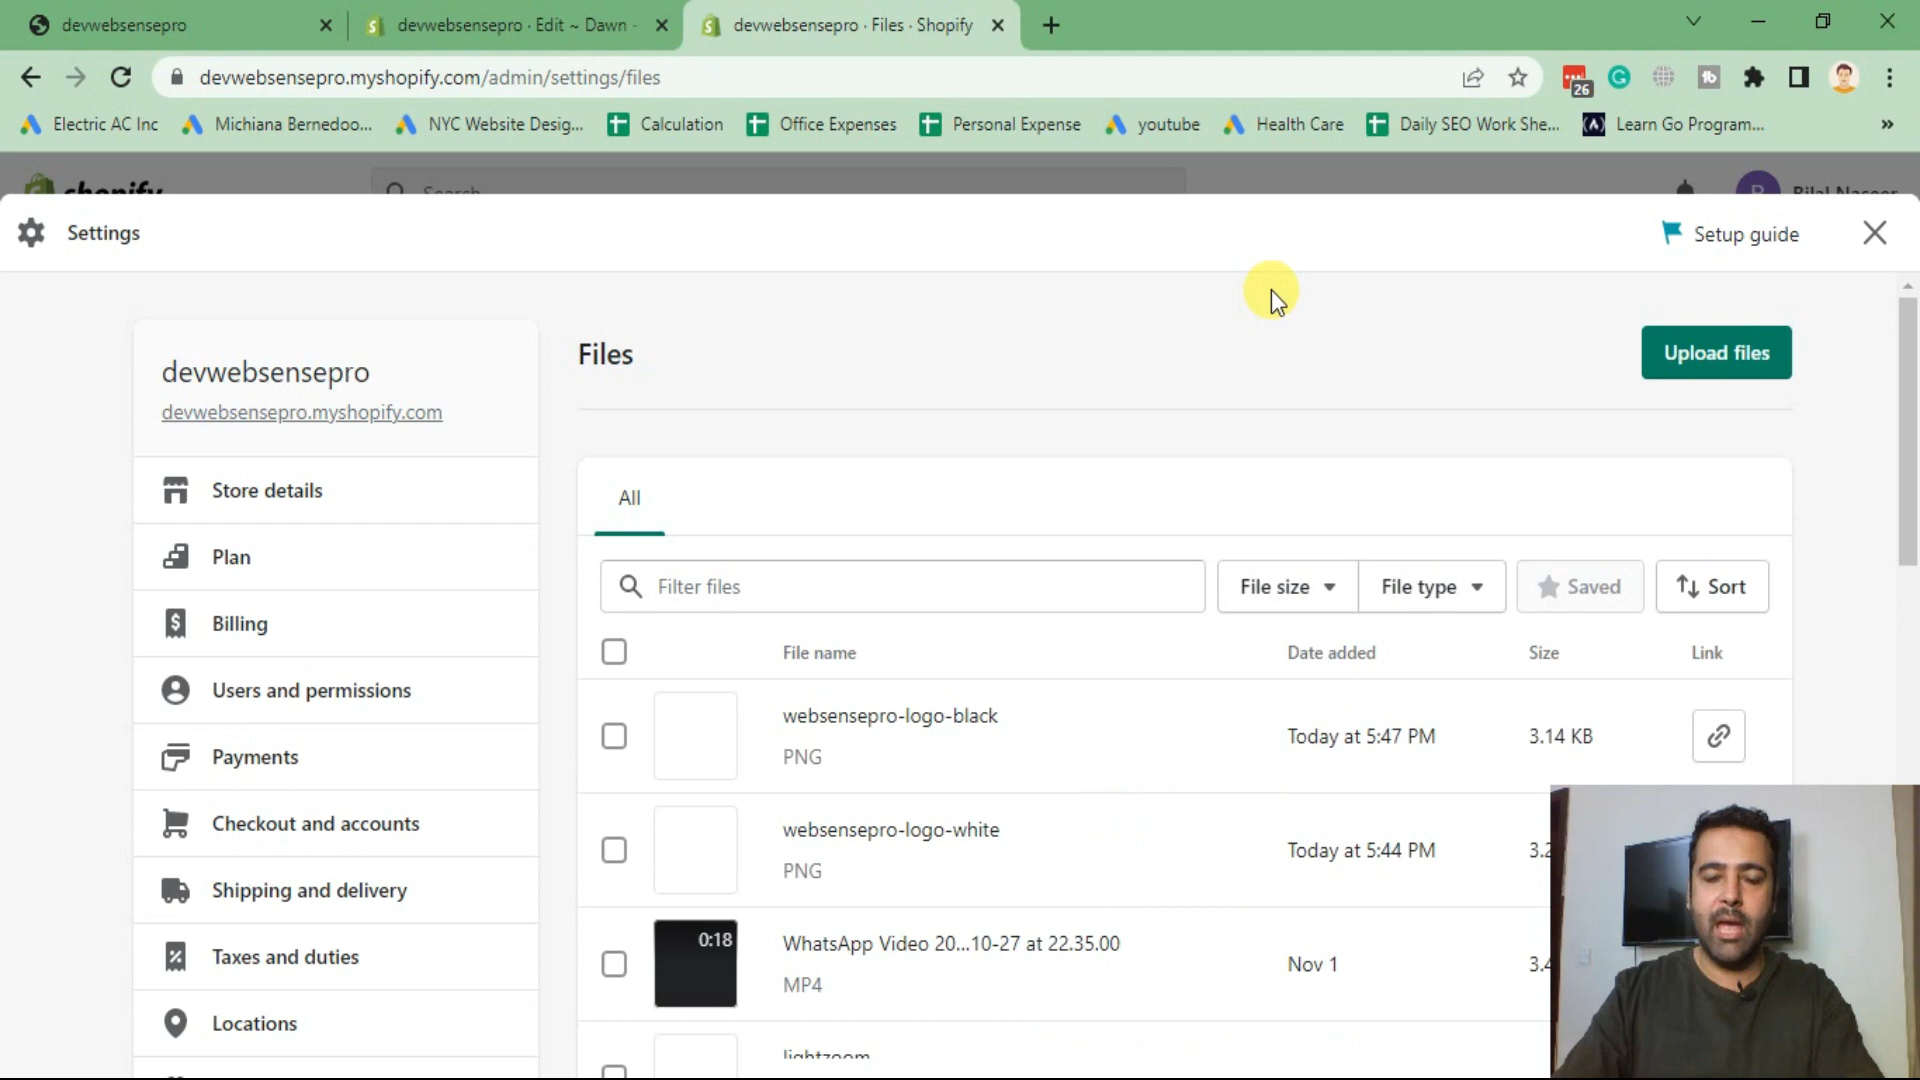 devwebsensepro
devwebsensepro · Edit ~ Dawn -
devwebsensepro · Files · Shopify
devwebsensepro.myshopify.com/admin/settings/files
26
Electric AC Inc
Michiana Bernedoo...
NYC Website Desig...
Calculation
Office Expenses
Personal Expense
youtube
Health Care
Daily SEO Work She...
Learn Go Program...
shopify
Search
Bilal Naseer
Settings
Setup guide
devwebsensepro
devwebsensepro.myshopify.com
Store details
Plan
Billing
Users and permissions
Payments
Checkout and accounts
Shipping and delivery
Taxes and duties
Locations
Files
Upload files
All
Filter files
File size
File type
Saved
Sort
File name Date added Size Link
websensepro-logo-black
PNG
Today at 5:47 PM
3.14 KB
websensepro-logo-white
PNG
Today at 5:44 PM
0:18
WhatsApp Video 20...10-27 at 22.35.00
MP4
Nov 1
lightzoom